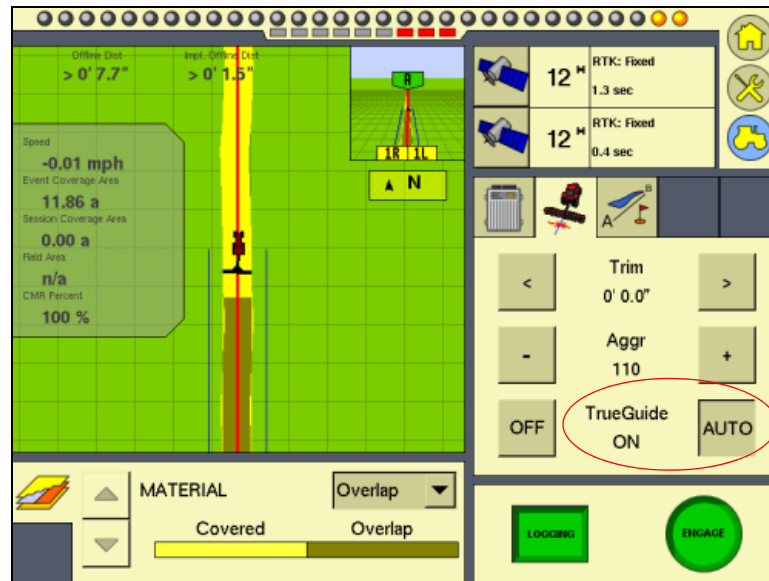 Offline Dist
> 0' 7.7"
Impl. Offline Dist
> 0' 1.5"
A
1R 1L
N
Speed
-0.01 mph
Event Coverage Area
11.86 a
Session Coverage Area
0.00 a
Field Area
n/a
CMR Percent
100 %
12 H
RTK: Fixed
1.3 sec
12 H
RTK: Fixed
0.4 sec
A B
<
Trim
0' 0.0"
>
-
Aggr
110
+
OFF
TrueGuide
ON
AUTO
MATERIAL
Overlap
Covered
Overlap
LOGGING
ENGAGE